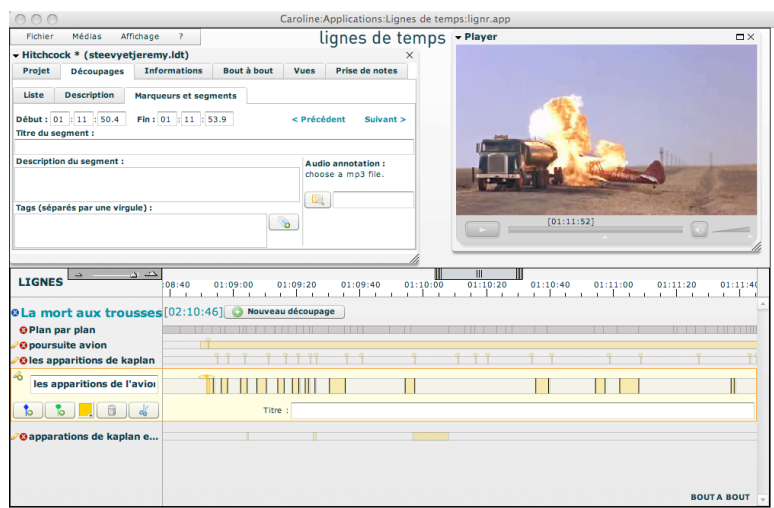 Caroline:Applications:Lignes de temps:lignr.app
Fichier Médias Affichage ?
lignes de temps
Hitchcock * (steevyetjeremy.ldt)
Projet Découpages Informations Bout à bout Vues Prise de notes
Liste Description Marqueurs et segments
Début : 01 : 11 : 50.4 Fin : 01 : 11 : 53.9 < Précédent Suivant >
Titre du segment :
Description du segment :
Audio annotation :
choose a mp3 file.
Tags (séparés par une virgule) :
Player
[01:11:52]
LIGNES
:08:40 01:09:00 01:09:20 01:09:40 01:10:00 01:10:20 01:10:40 01:11:00 01:11:20 01:11:40
La mort aux trousses [02:10:46] Nouveau découpage
Plan par plan
poursuite avion
les apparitions de kaplan
les apparitions de l'avion
Titre :
apparations de kaplan e...
BOUT A BOUT